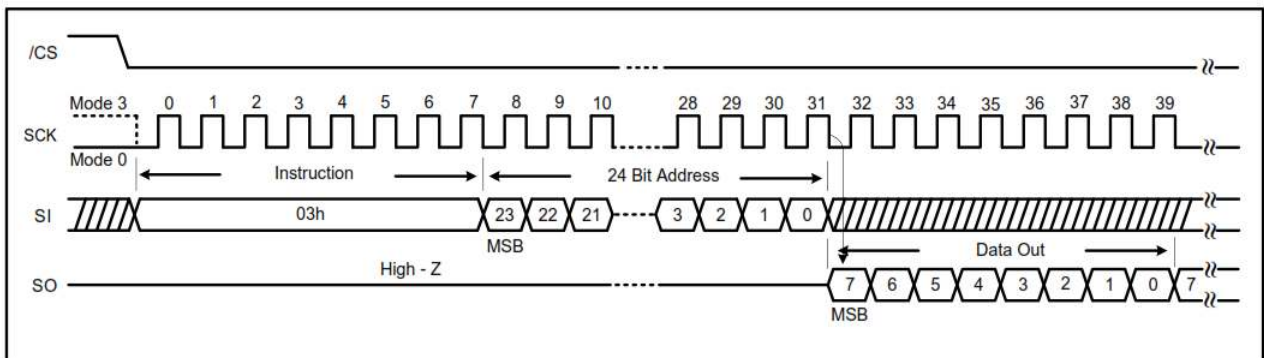 /CS
Mode 3 0 1 2 3 4 5 6 7 8 9 10 28 29 30 31 32 33 34 35 36 37 38 39
SCK
Mode 0
Instruction 24 Bit Address
SI 03h 23 22 21 3 2 1 0
MSB
High - Z Data Out
SO 7 6 5 4 3 2 1 0 7
MSB